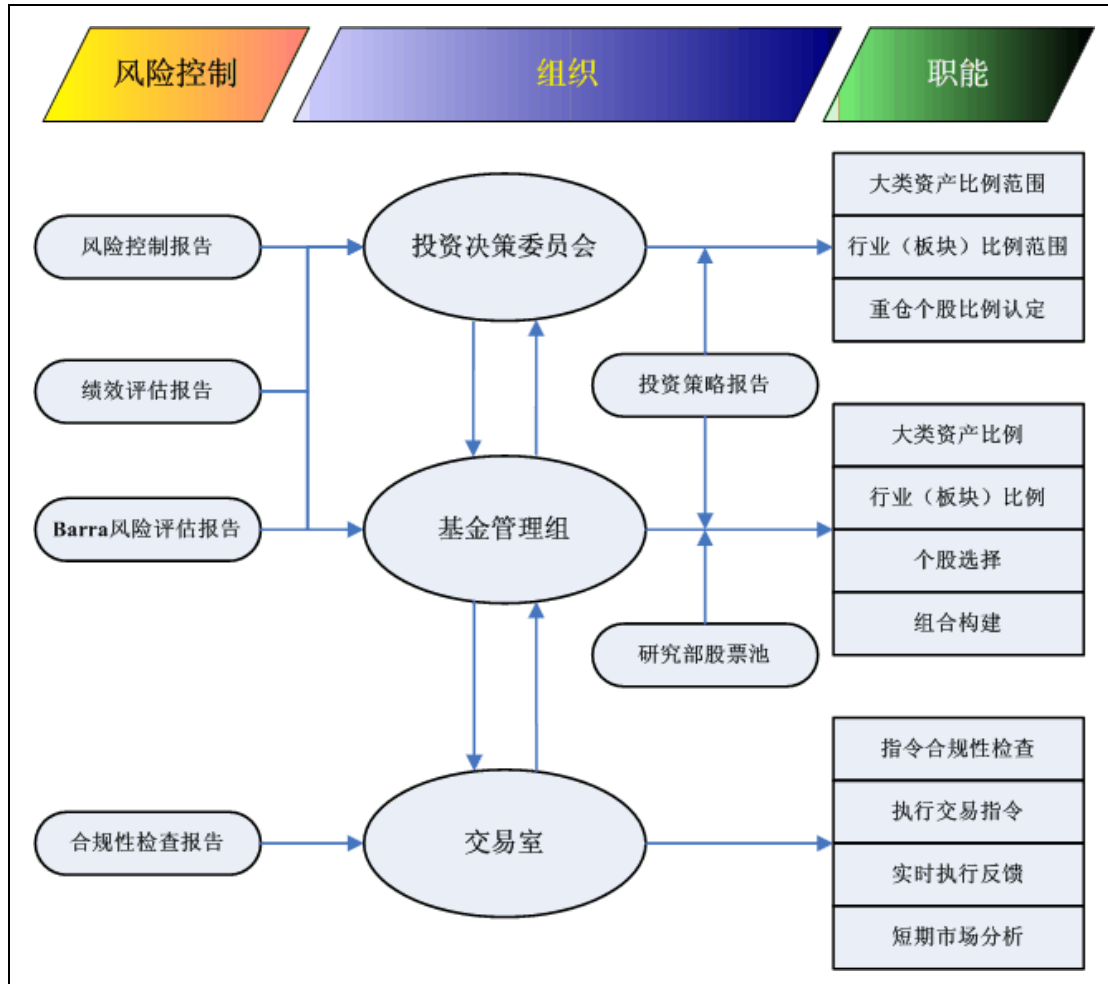 风险控制
组织
职能
风险控制报告
绩效评估报告
Barra风险评估报告
合规性检查报告
投资决策委员会
基金管理组
交易室
投资策略报告
研究部股票池
大类资产比例范围
行业（板块）比例范围
重仓个股比例认定
大类资产比例
行业（板块）比例
个股选择
组合构建
指令合规性检查
执行交易指令
实时执行反馈
短期市场分析